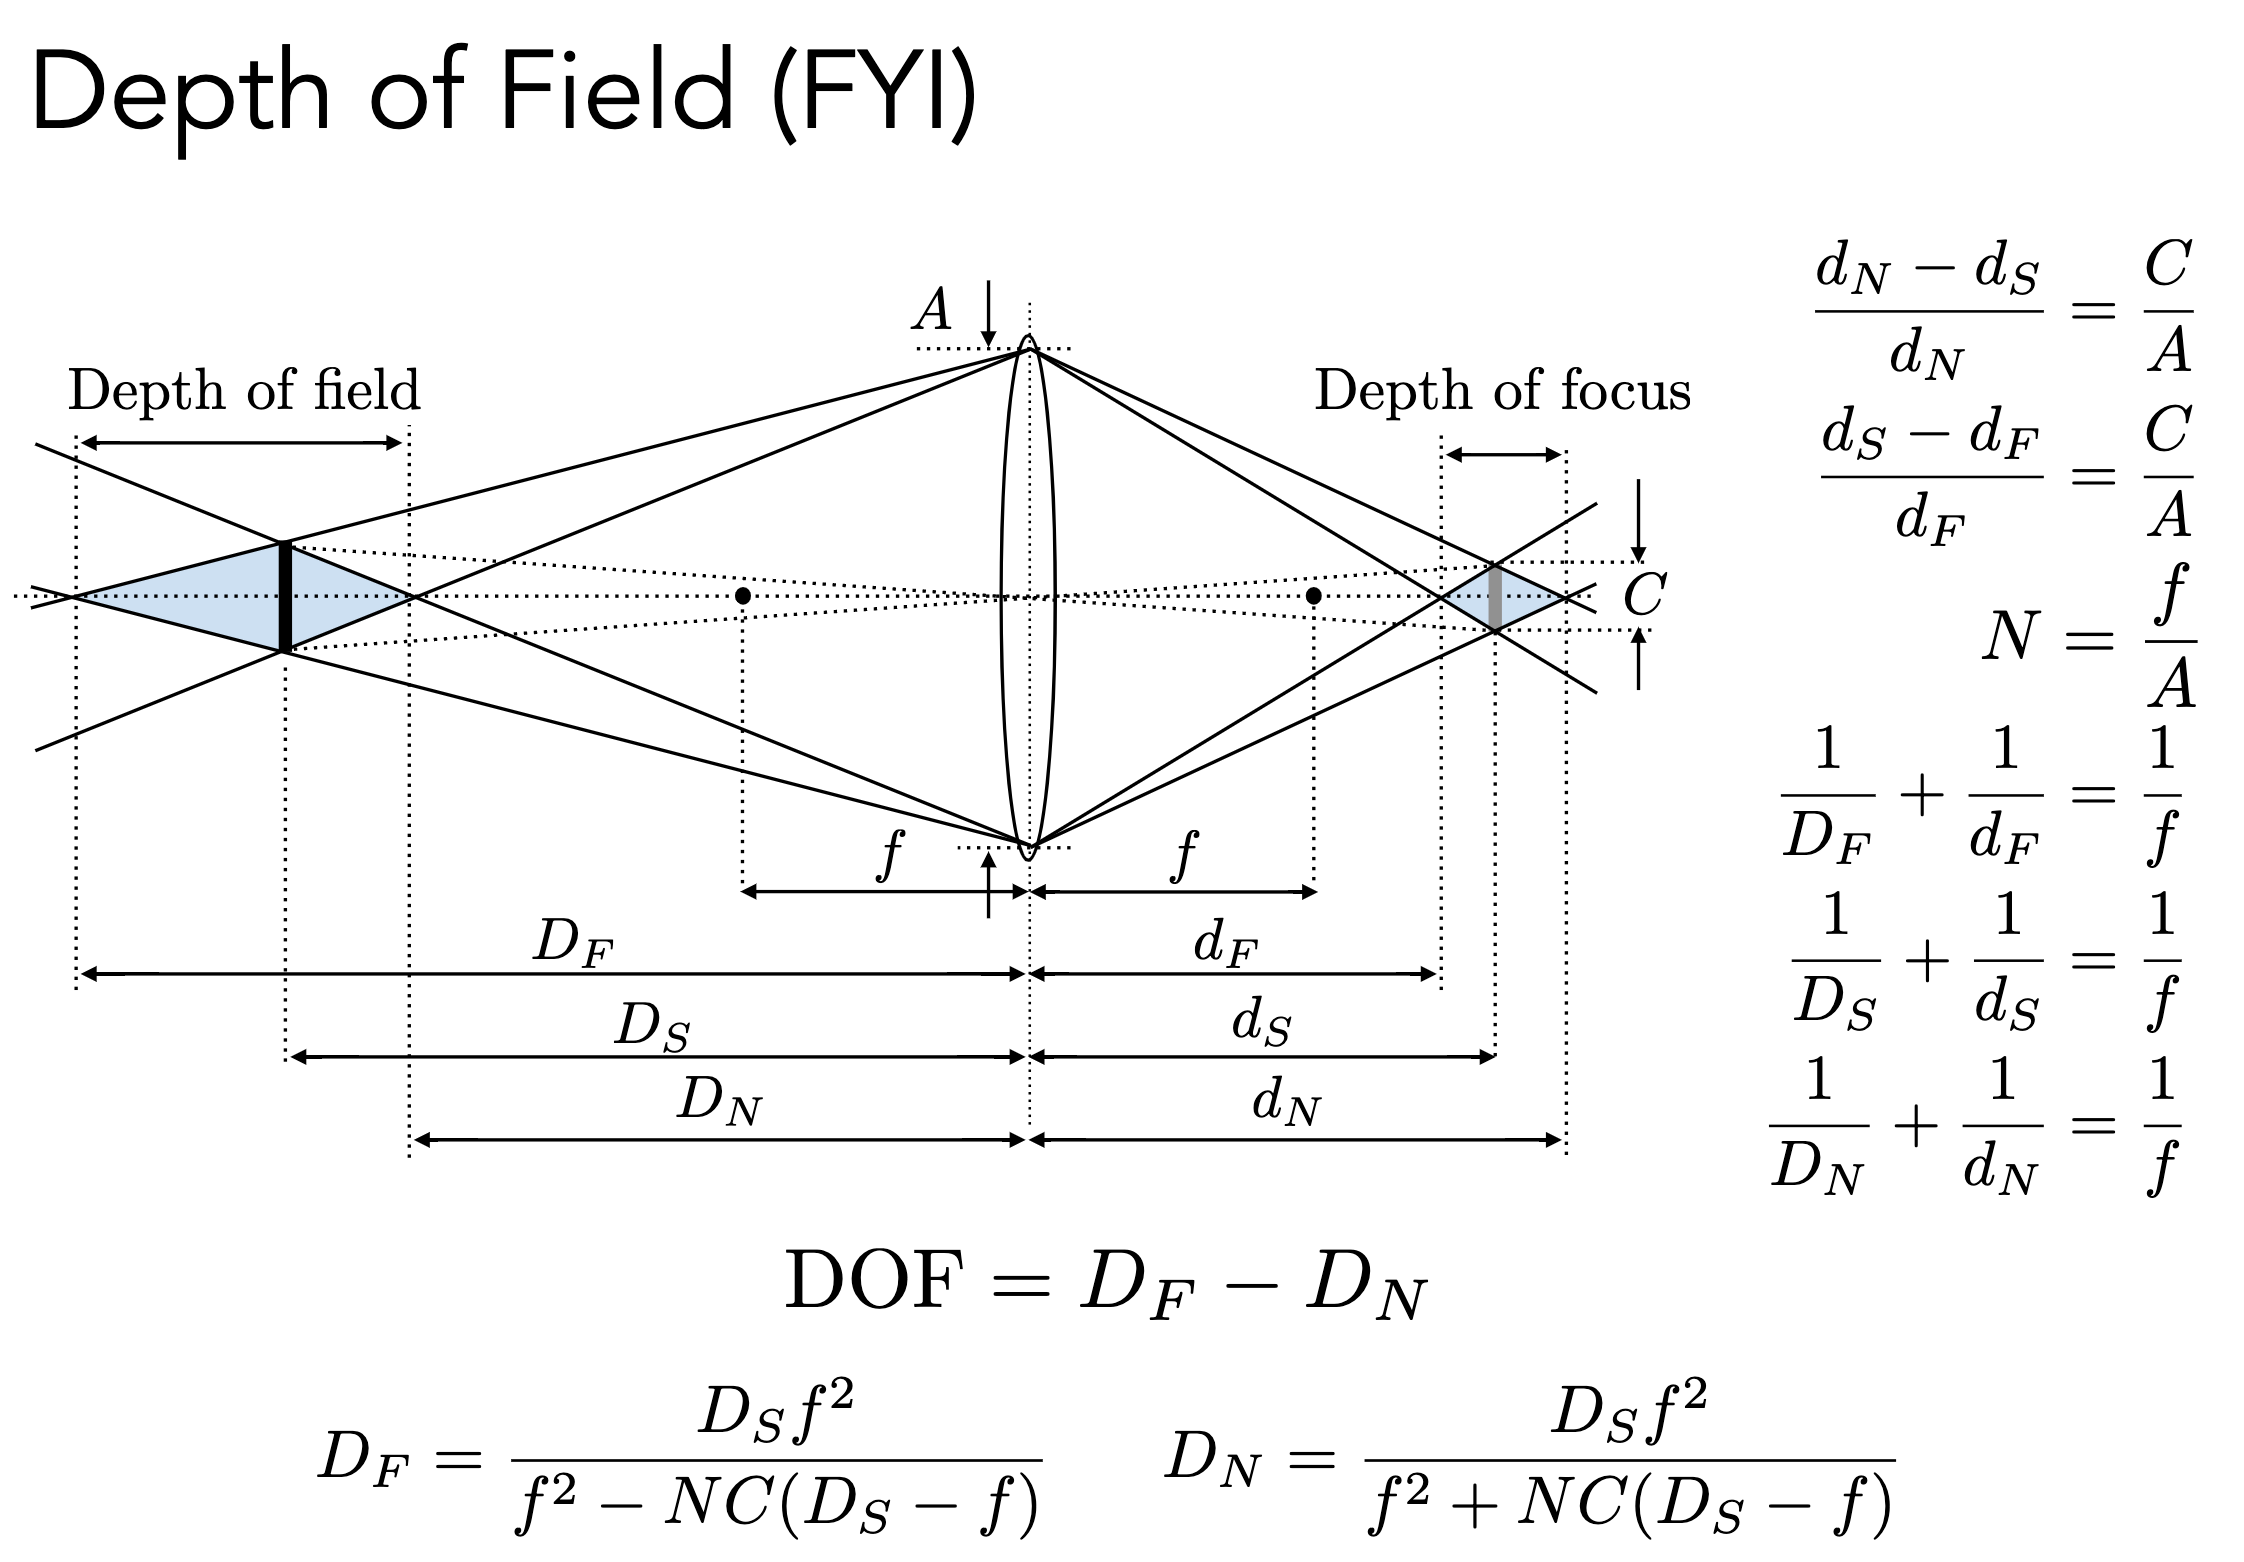 Depth of Field (FYI)
A
Depth of field
Depth of focus
C
f f
D_F d_F
D_S d_S
D_N d_N
\frac{d_N - d_S}{d_N} = \frac{C}{A}
\frac{d_S - d_F}{d_F} = \frac{C}{A}
N = \frac{f}{A}
\frac{1}{D_F} + \frac{1}{d_F} = \frac{1}{f}
\frac{1}{D_S} + \frac{1}{d_S} = \frac{1}{f}
\frac{1}{D_N} + \frac{1}{d_N} = \frac{1}{f}
DOF = D_F - D_N
D_F = \frac{D_S f^2}{f^2 - NC(D_S - f)} D_N = \frac{D_S f^2}{f^2 + NC(D_S - f)}